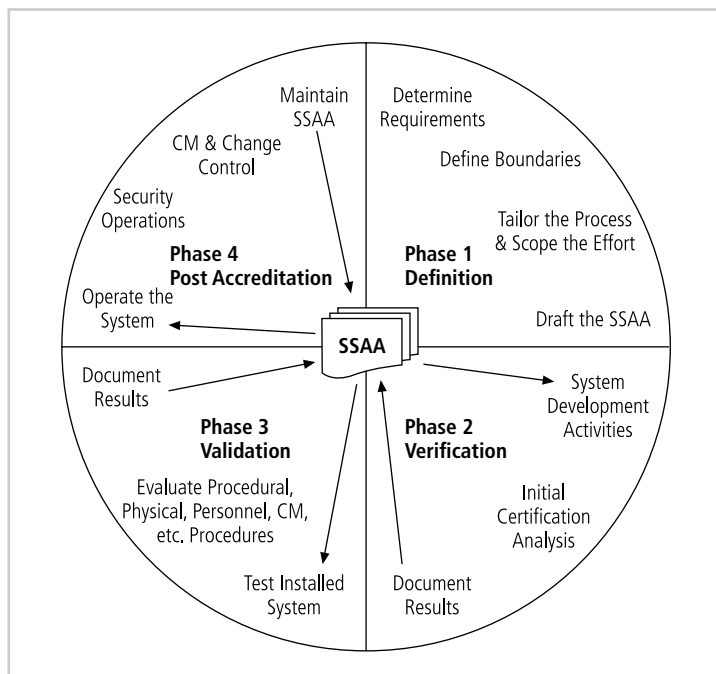 Maintain
SSAA
CM & Change
Control
Security
Operations
Phase 4
Post Accreditation
Operate the
System
Determine
Requirements
Define Boundaries
Tailor the Process
& Scope the Effort
Phase 1
Definition
Draft the SSAA
SSAA
Document
Results
Phase 3
Validation
Evaluate Procedural,
Physical, Personnel, CM,
etc. Procedures
Test Installed
System
System
Development
Activities
Phase 2
Verification
Initial
Certification
Analysis
Document
Results